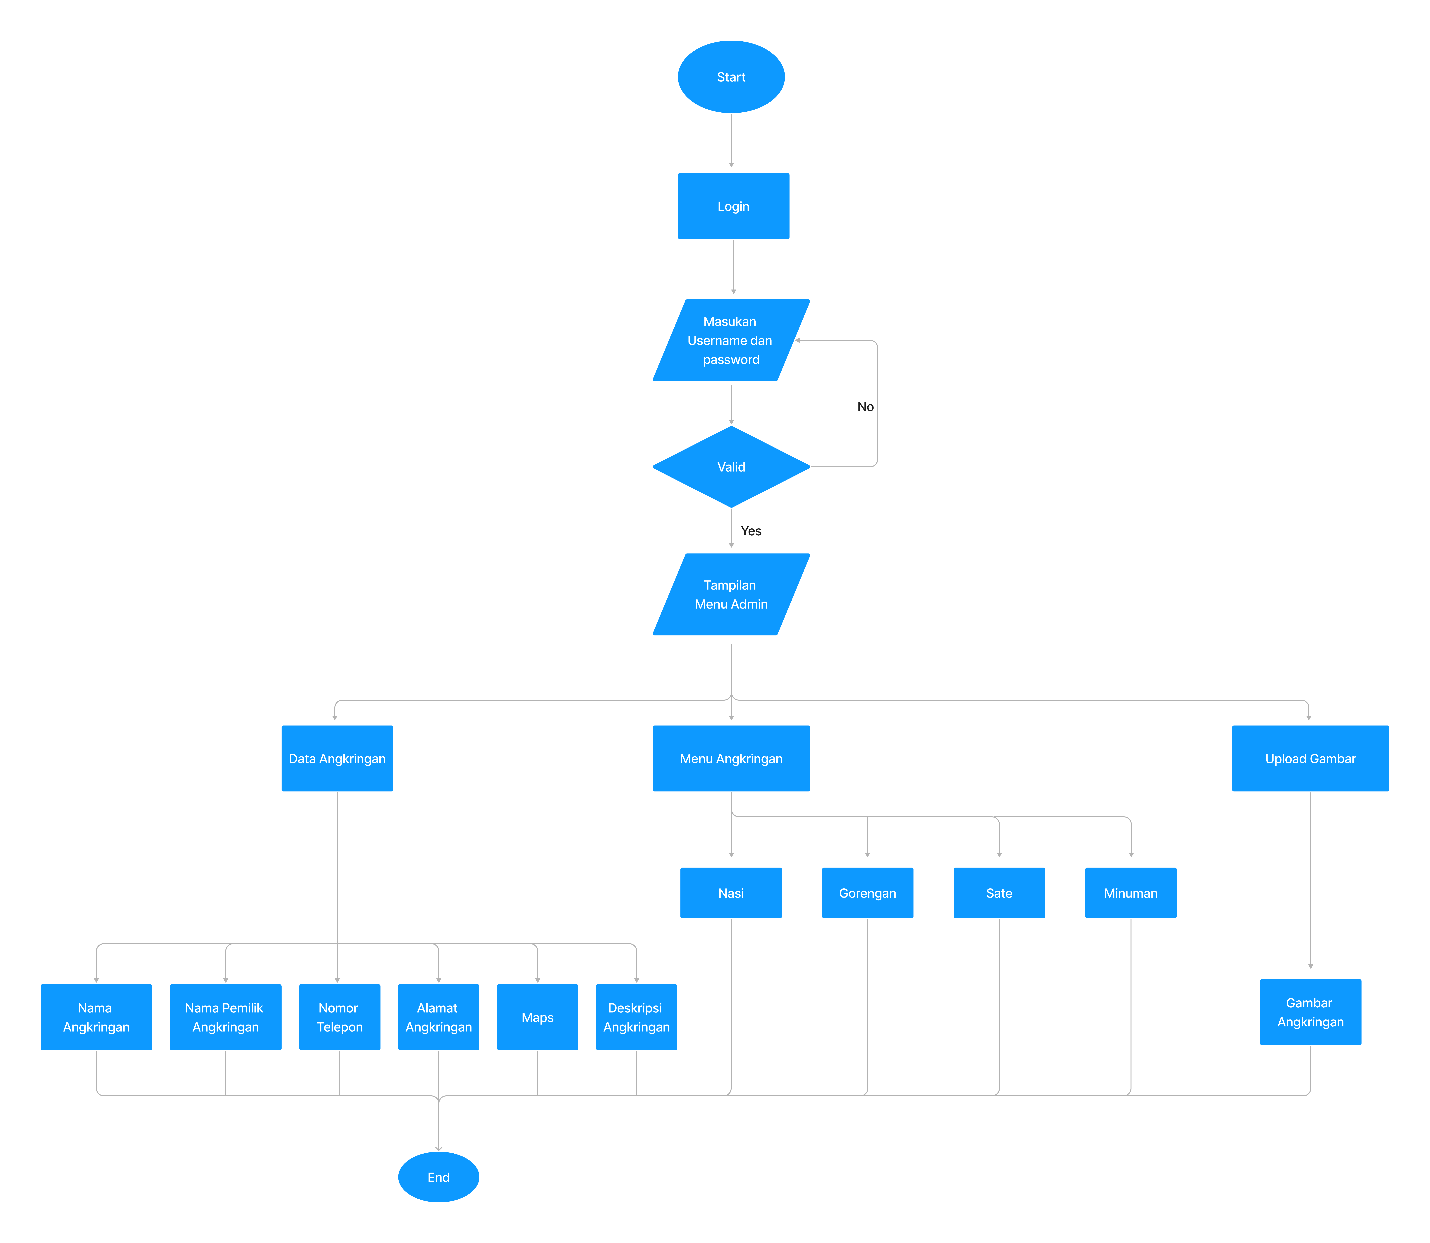 Start
Login
Masukan
Username dan
password
No
Valid
Yes
Tampilan
Menu Admin
Data Angkringan
Menu Angkringan
Upload Gambar
Nasi
Gorengan
Sate
Minuman
Nama
Angkringan
Nama Pemilik
Angkringan
Nomor
Telepon
Alamat
Angkringan
Maps
Deskripsi
Angkringan
Gambar
Angkringan
End